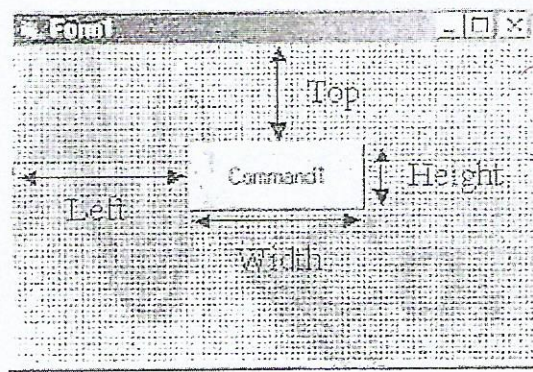 Form1
Top
Command1
Height
Left
Width